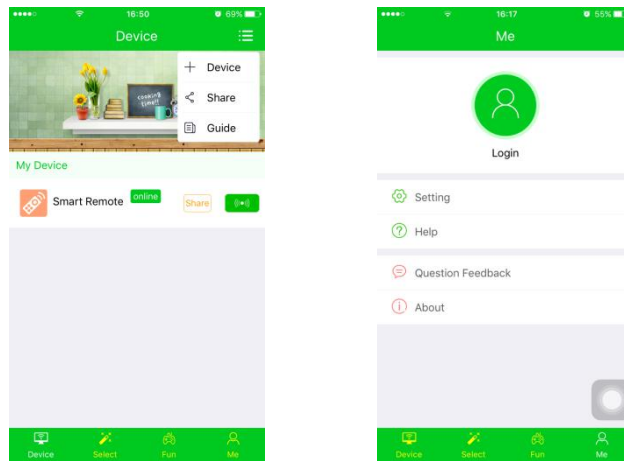 16:50
69%
Device
Device
Share
Guide
cooking
time!!
My Device
Smart Remote
online
Share
Device
Select
Fun
Me
16:17
55%
Me
Login
Setting
Help
Question Feedback
About
Device
Select
Fun
Me